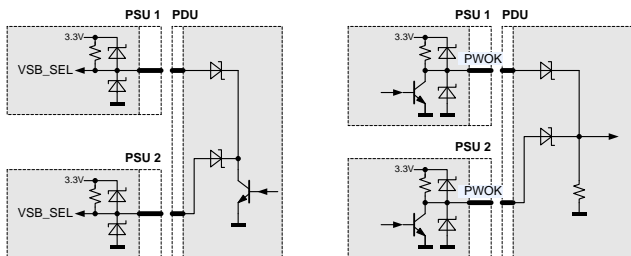 PSU 1 PDU
3.3V
VSB_SEL
PSU 2
3.3V
VSB_SEL
PSU 1 PDU
3.3V
PWOK
PSU 2
3.3V
PWOK